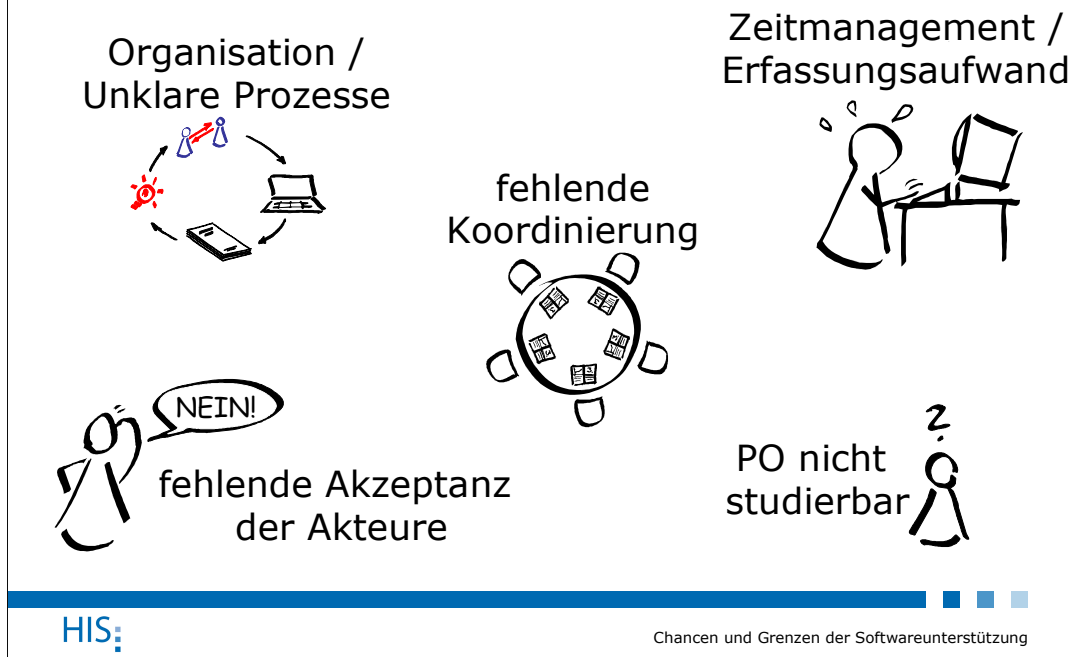 Organisation /
Unklare Prozesse
Zeitmanagement /
Erfassungsaufwand
fehlende
Koordinierung
NEIN!
fehlende Akzeptanz
der Akteure
?
PO nicht
studierbar
HIS:
Chancen und Grenzen der Softwareunterstützung